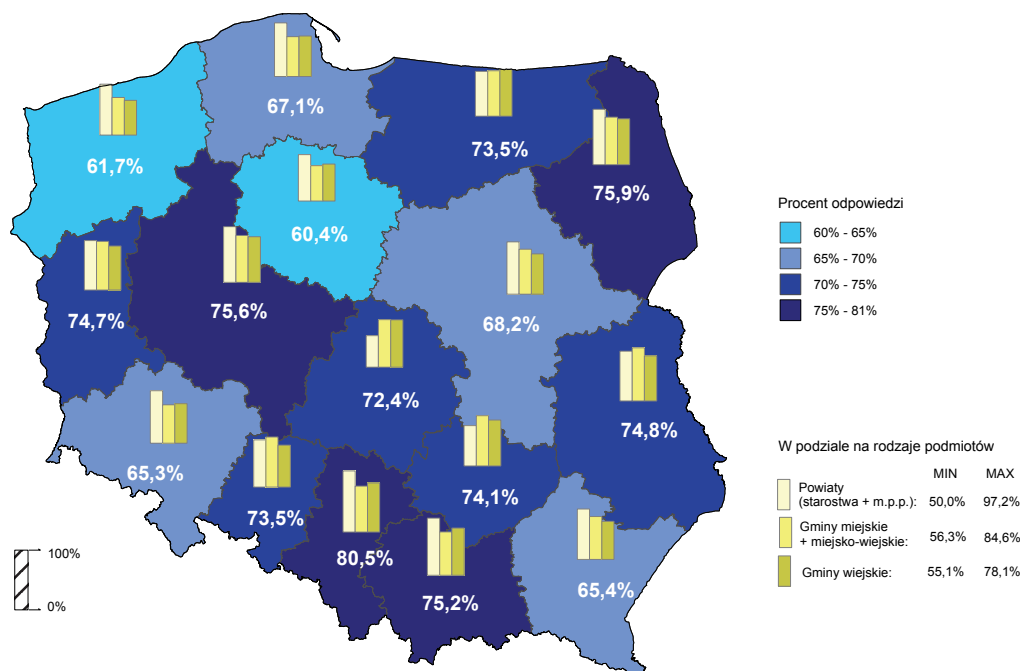 67,1%
61,7%
73,5%
75,9%
60,4%
74,7%
75,6%
68,2%
72,4%
74,8%
65,3%
73,5%
74,1%
80,5%
75,2%
65,4%
100%
0%
Procent odpowiedzi
60% - 65%
65% - 70%
70% - 75%
75% - 81%
W podziale na rodzaje podmiotów
MIN MAX
Powiaty
(starostwa + m.p.p.): 50,0% 97,2%
Gminy miejskie
+ miejsko-wiejskie: 56,3% 84,6%
Gminy wiejskie: 55,1% 78,1%